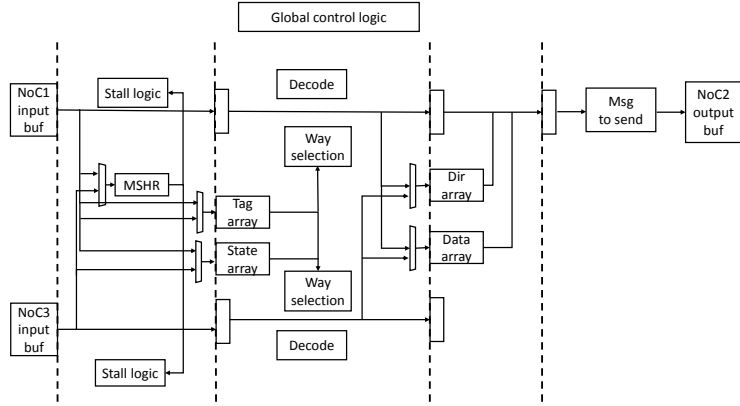 Global control logic
NoC1
input
buf
Stall logic
Decode
Msg
to send
NoC2
output
buf
Way
selection
MSHR
Dir
array
Tag
array
State
array
Data
array
Way
selection
NoC3
input
buf
Decode
Stall logic